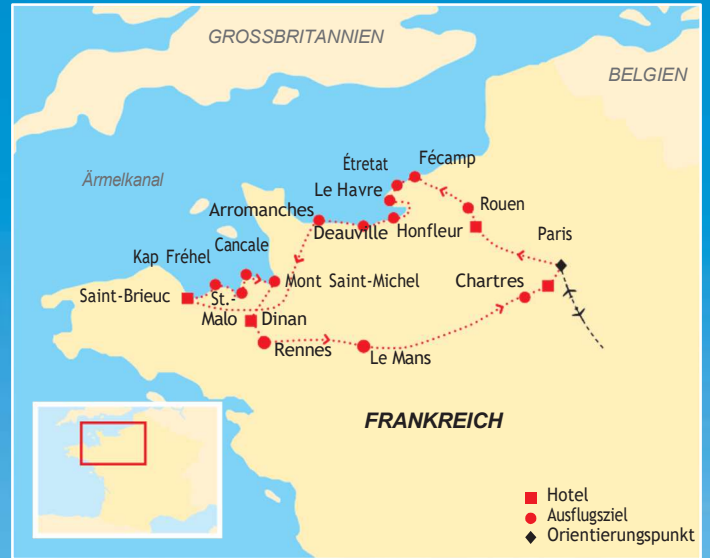 GROSSBRITANNIEN
BELGIEN
Ärmelkanal
Étretat
Fécamp
Le Havre
Rouen
Arromanches
Deauville
Honfleur
Paris
Cancale
Kap Fréhel
Mont Saint-Michel
Chartres
Saint-Brieuc
St.-
Malo
Dinan
Rennes
Le Mans
FRANKREICH
Hotel
Ausflugsziel
Orientierungspunkt